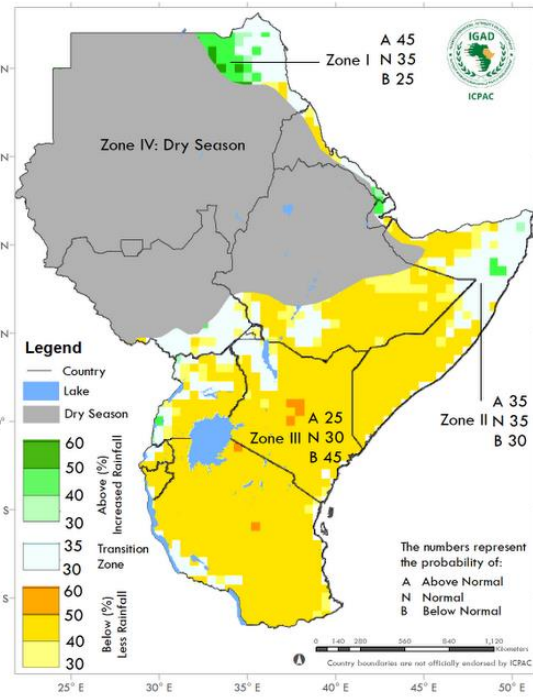 IGAD
ICPAC
A 45
Zone I N 35
B 25
Zone IV: Dry Season
N
N
N
N
Legend
Country
Lake
Dry Season
60
50
40
30
Above (%)
Increased Rainfall
35
30
Transition
Zone
60
50
40
30
Below (%)
Less Rainfall
A 35
Zone II N 35
B 30
A 25
Zone III N 30
B 45
0°
S
S
The numbers represent
the probability of:
A Above Normal
N Normal
B Below Normal
0 140 280 560 840 1,120
Kilometers
Country boundaries are not officially endorsed by ICPAC
25° E 30° E 35° E 40° E 45° E 50° E